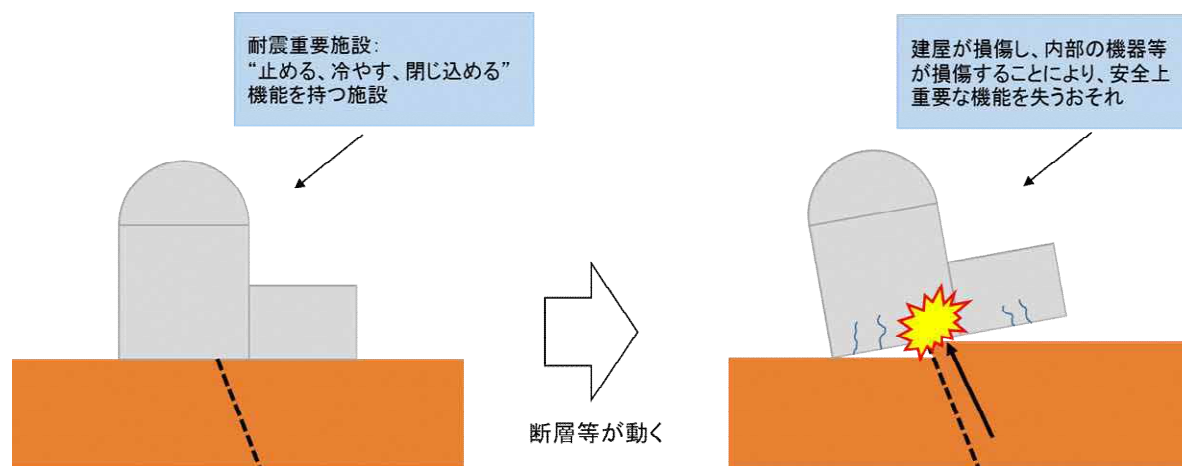 耐震重要施設:
“止める、冷やす、閉じ込める”
機能を持つ施設
建屋が損傷し、内部の機器等
が損傷することにより、安全上
重要な機能を失うおそれ
断層等が動く